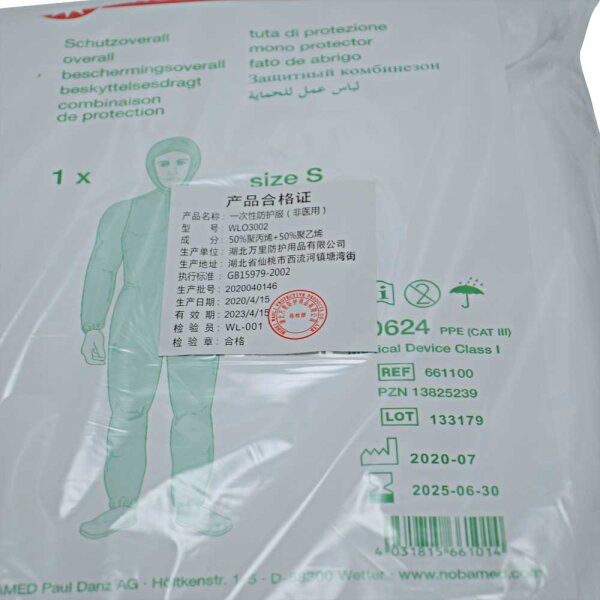 Schutzoverall
overall
beschermingsoverall
beskyttelsesdragt
combinaison
de protection
tuta di protezione
mono protector
fato de abrigo
Защитный комбинезон
لباس عمل للحماية
1 x
size S
产品合格证
产品名称：一次性防护服（非医用）
型 号：WLO3002
成 分：50%聚丙烯+50%聚乙烯
生产单位：湖北万里防护用品有限公司
生产地址：湖北省仙桃市西流河镇塘湾街
执行标准：GB15979-2002
生产批号：2020040146
生产日期：2020/4/15
有 效 期：2023/4/15
检 验 员：WL-001
检 验 章：合格
0624 PPE (CAT III)
ical Device Class I
REF 661100
PZN 13825239
LOT 133179
2020-07
2025-06-30
4 031815 661014
AMED Paul Danz AG · Höltkenstr. 1-5 · D-58300 Wetter · www.nobamed.com